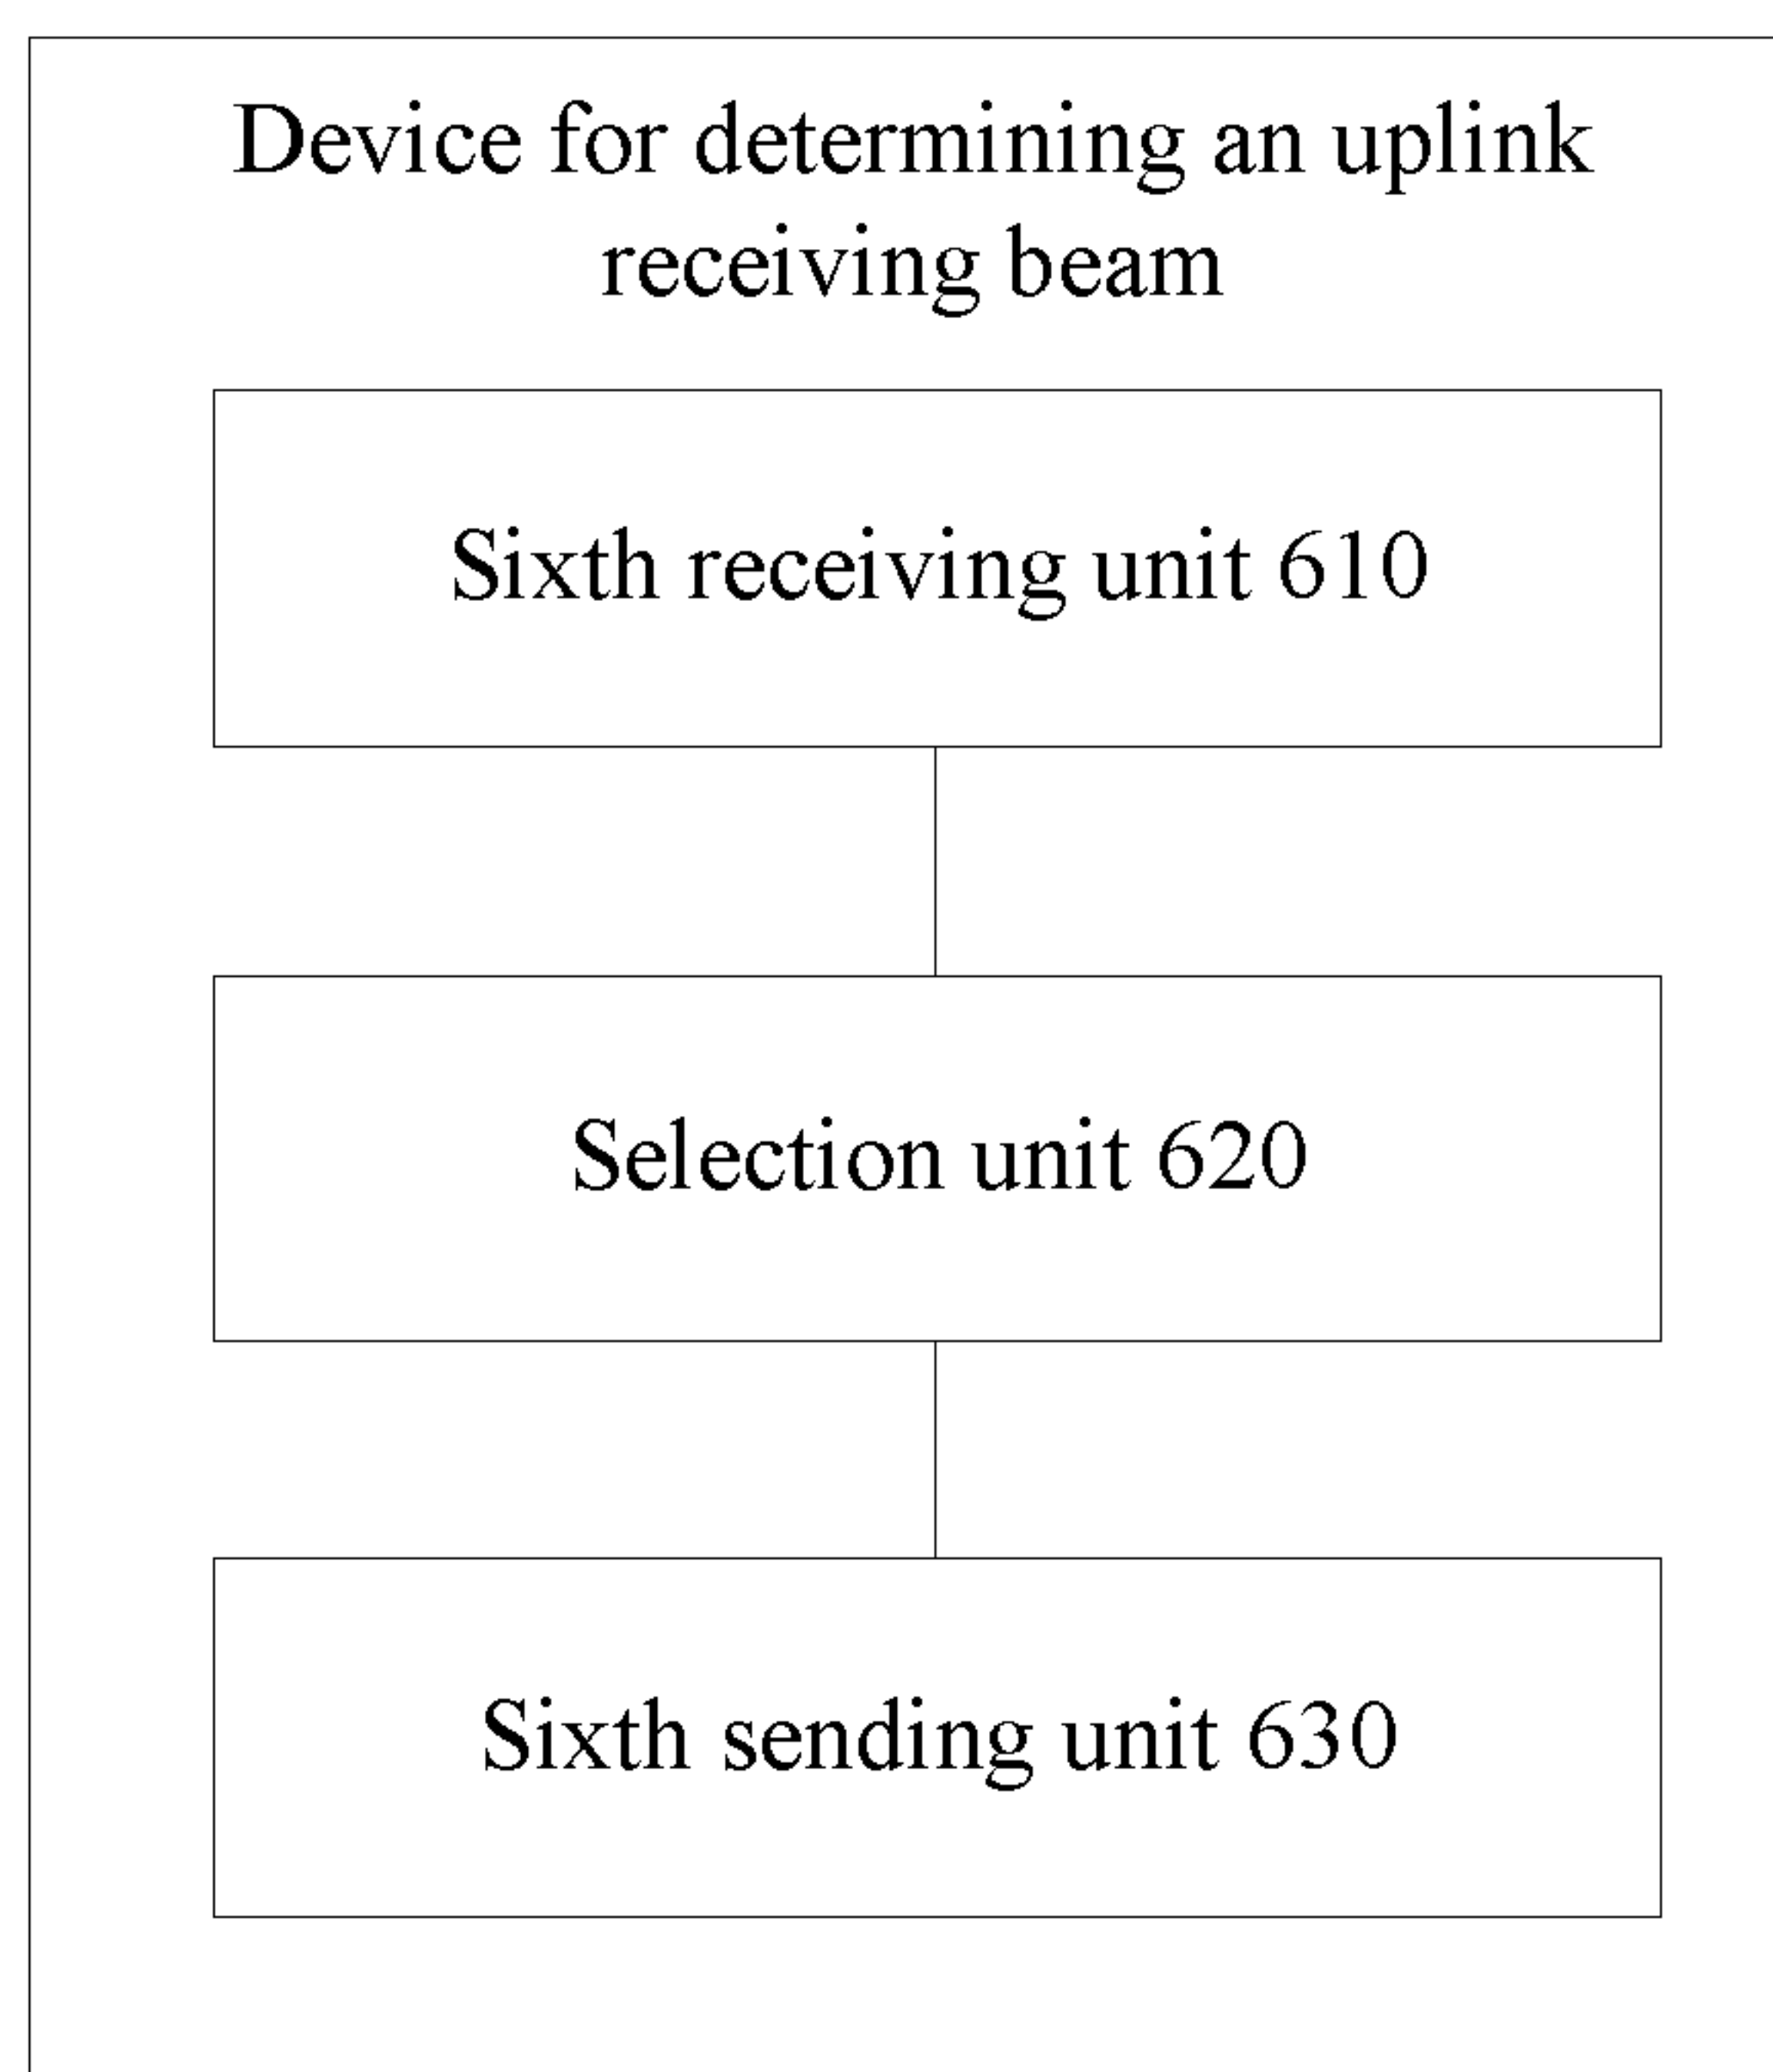 Device for determining an uplink
receiving beam
Sixth receiving unit 610
Selection unit 620
Sixth sending unit 630